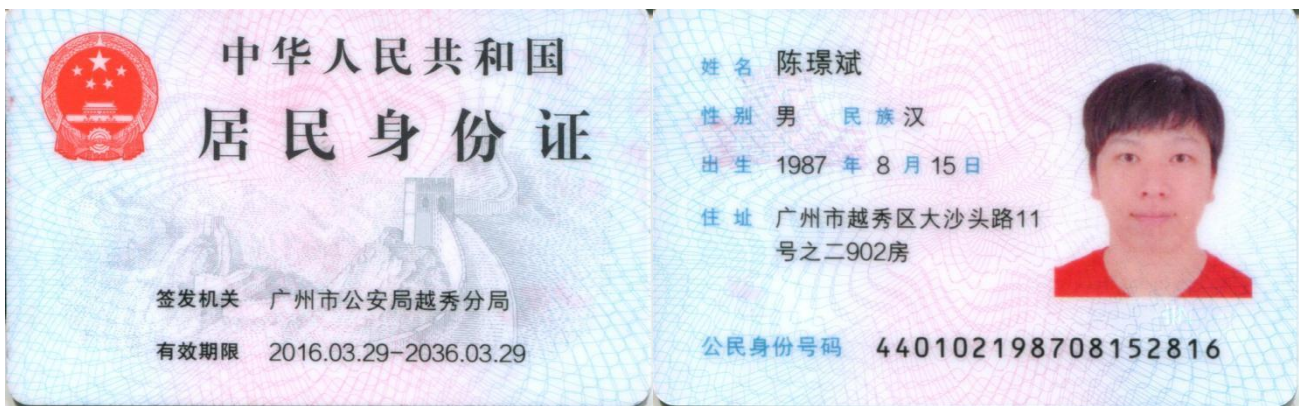 中华人民共和国
居民身份证
签发机关 广州市公安局越秀分局
有效期限 2016.03.29-2036.03.29
姓名 陈璟斌
性别 男 民族 汉
出生 1987 年 8 月 15 日
住址 广州市越秀区大沙头路11
号之二902房
公民身份号码 440102198708152816